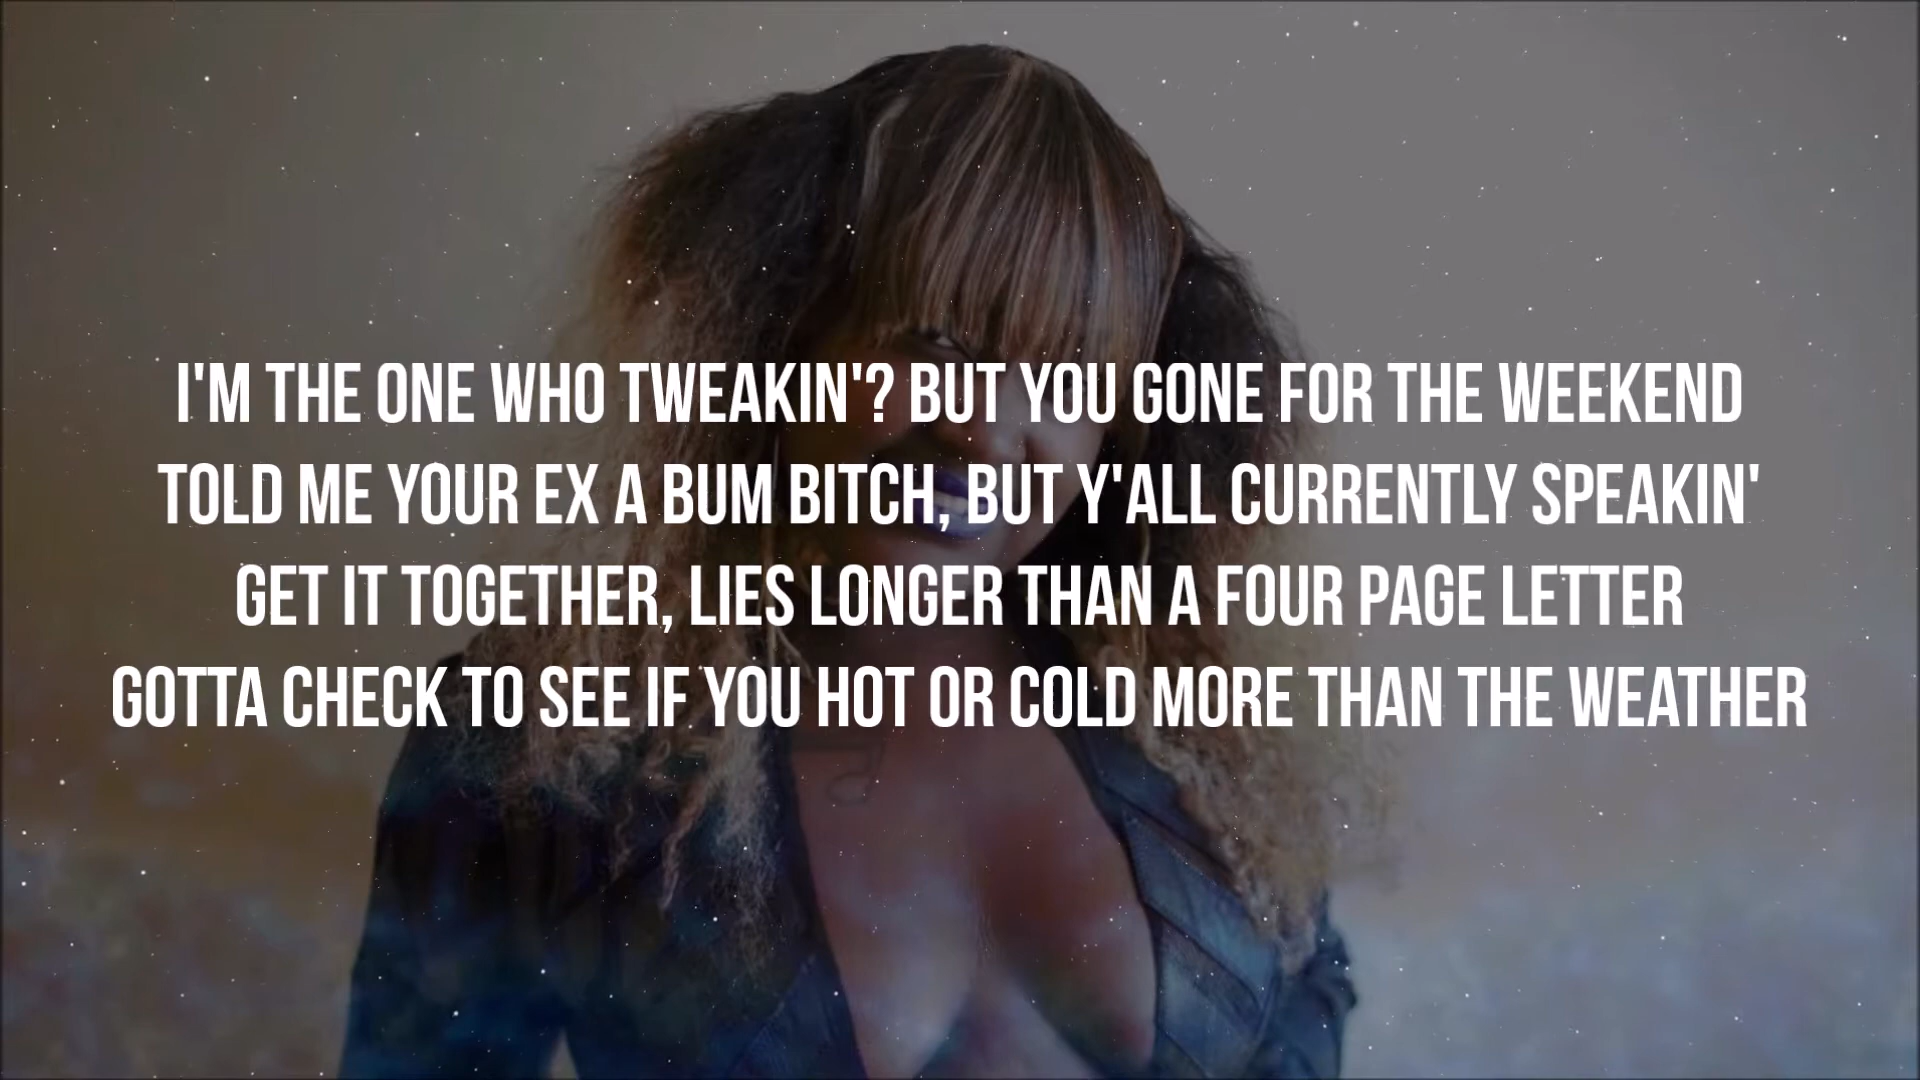 I'M THE ONE WHO TWEAKIN'? BUT YOU GONE FOR THE WEEKEND
TOLD ME YOUR EX A BUM BITCH, BUT Y'ALL CURRENTLY SPEAKIN'
GET IT TOGETHER, LIES LONGER THAN A FOUR PAGE LETTER
GOTTA CHECK TO SEE IF YOU HOT OR COLD MORE THAN THE WEATHER